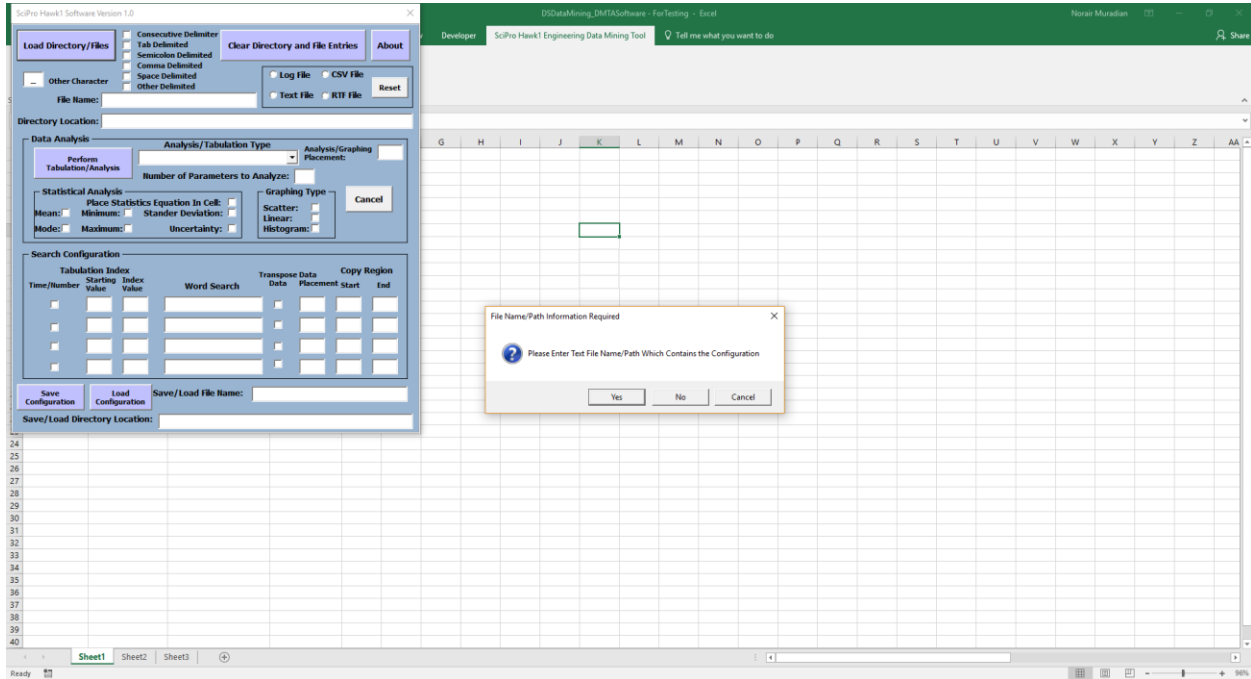 SciPro Hawk1 Software Version 1.0
DSDataMining_DMTASoftware - ForTesting - Excel
Norair Muradian
Developer
SciPro Hawk1 Engineering Data Mining Tool
Tell me what you want to do
Share
Load Directory/Files
Consecutive Delimiter
Tab Delimited
Semicolon Delimited
Comma Delimited
Space Delimited
Other Delimited
Clear Directory and File Entries
About
_
Other Character
Log File
CSV File
Text File
RTF File
Reset
File Name:
Directory Location:
Data Analysis
Perform
Tabulation/Analysis
Analysis/Tabulation Type
Analysis/Graphing
Placement:
Number of Parameters to Analyze:
Statistical Analysis
Place Statistics Equation In Cell:
Mean:
Minimum:
Stander Deviation:
Mode:
Maximum:
Uncertainty:
Graphing Type
Scatter:
Linear:
Histogram:
Cancel
Search Configuration
Tabulation Index
Time/Number
Starting
Value
Index
Value
Word Search
Transpose
Data
Data
Placement
Copy Region
Start
End
Save
Configuration
Load
Configuration
Save/Load File Name:
Save/Load Directory Location:
G H I J K L M N O P Q R S T U V W X Y Z AA
File Name/Path Information Required
Please Enter Text File Name/Path Which Contains the Configuration
Yes
No
Cancel
24
25
26
27
28
29
30
31
32
33
34
35
36
37
38
39
40
Sheet1
Sheet2
Sheet3
Ready
96%